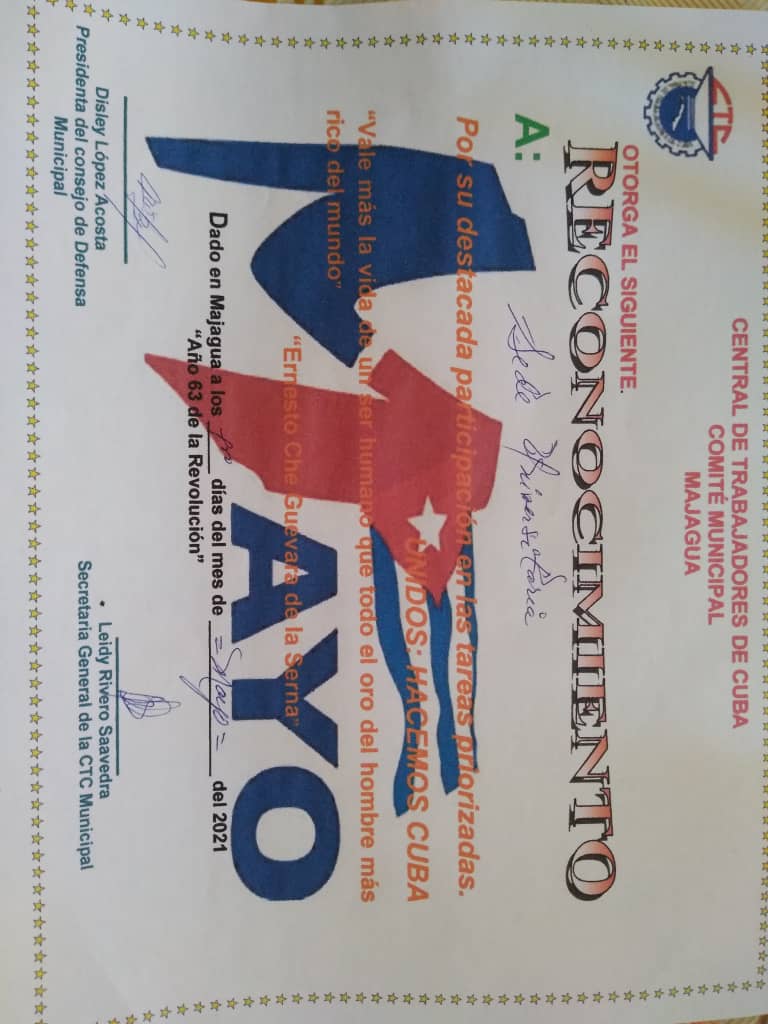 CTC
CENTRAL DE TRABAJADORES DE CUBA
COMITÉ MUNICIPAL
MAJAGUA
OTORGA EL SIGUIENTE.
RECONOCIMIENTO
A: Sede Universitaria
Por su destacada participación en las tareas priorizadas.
UNIDOS: HACEMOS CUBA
“Vale más la vida de un ser humano que todo el oro del hombre más
rico del mundo”
“Ernesto Che Guevara de la Serna”
1 MAYO
Dado en Majagua a los días del mes de =Mayo= del 2021
“Año 63 de la Revolución”
Disley López Acosta
Presidenta del consejo de Defensa
Municipal
• Leidy Rivero Saavedra
Secretaria General de la CTC Municipal